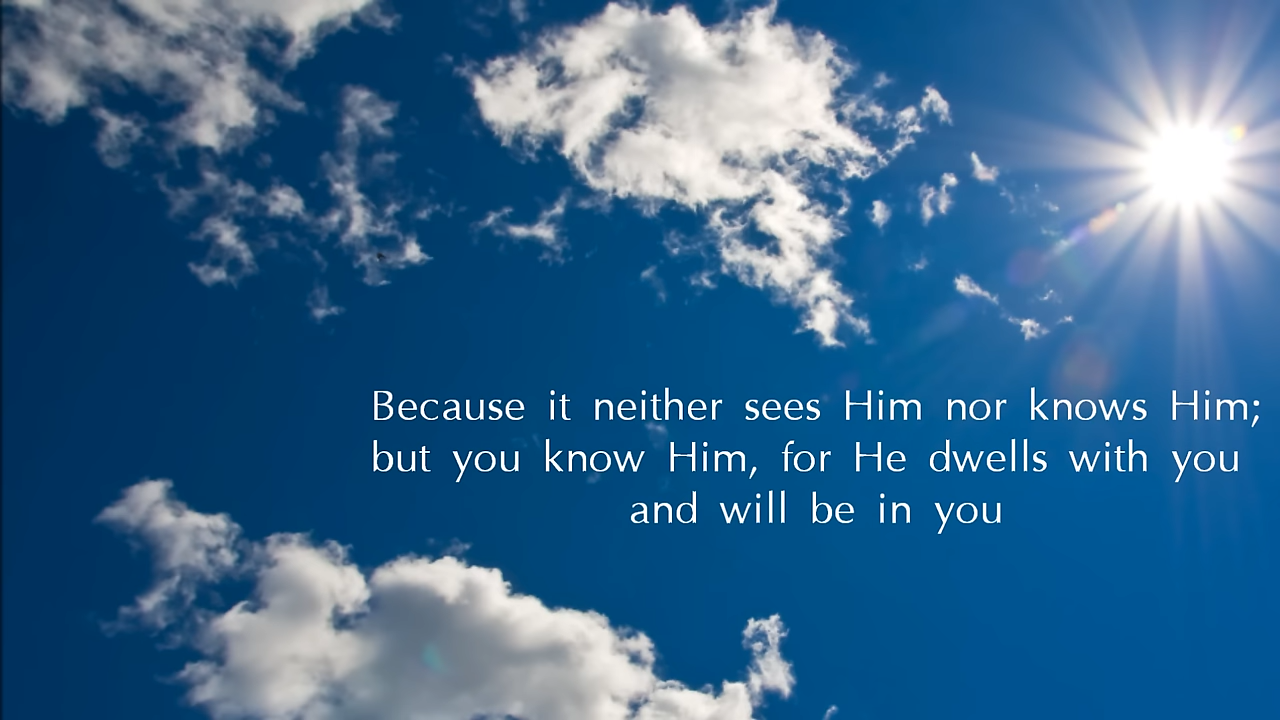 Because it neither sees Him nor knows Him;
but you know Him, for He dwells with you
and will be in you